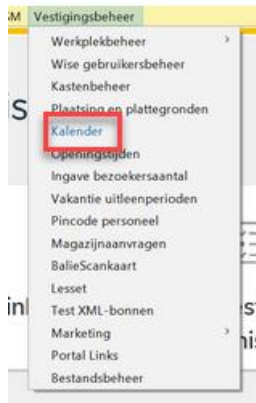 SM Vestigingsbeheer
Werkplekbeheer
Wise gebruikersbeheer
Kastenbeheer
Plaatsing en plattegronden
Kalender
Openingstijden
Ingave bezoekersaantal
Vakantie uitleenperioden
Pincode personeel
Magazijnaanvragen
BalieScankaart
Lesset
Test XML-bonnen
Marketing
Portal Links
Bestandsbeheer